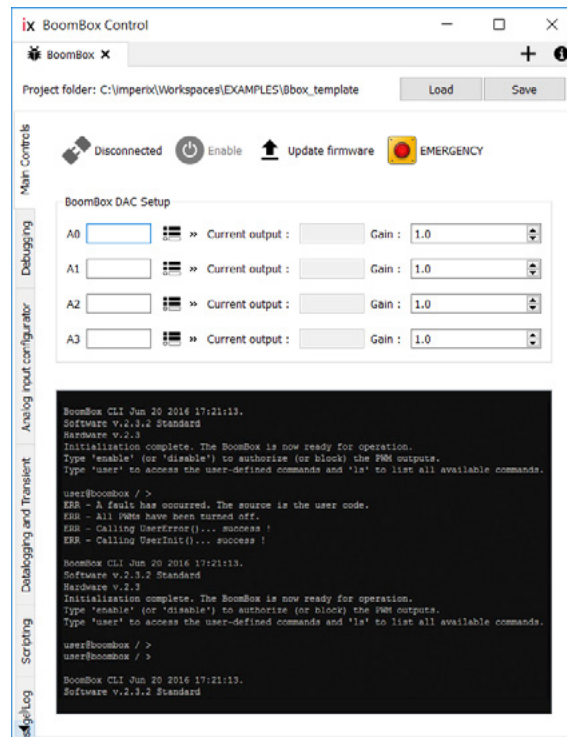 ix BoomBox Control
BoomBox
Project folder: C:\imperix\Workspaces\EXAMPLES\Bbox_template Load Save
Main Controls
Debugging
Analog input configurator
Datalogging and Transient
Scripting
Disconnected Enable Update firmware EMERGENCY
BoomBox DAC Setup
A0 » Current output : Gain : 1.0
A1 » Current output : Gain : 1.0
A2 » Current output : Gain : 1.0
A3 » Current output : Gain : 1.0
BoomBox CLI Jun 20 2016 17:21:13.
Software v.2.3.2 Standard
Hardware v.2.3
Initialization complete. The BoomBox is now ready for operation.
Type 'enable' (or 'disable') to authorize (or block) the PWM outputs.
Type 'user' to access the user-defined commands and 'ls' to list all available commands.
user@boombox / >
ERR - A fault has occurred. The source is the user code.
ERR - All PWMs have been turned off.
ERR - Calling UserError()... success !
ERR - Calling UserInit()... success !
BoomBox CLI Jun 20 2016 17:21:13.
Software v.2.3.2 Standard
Hardware v.2.3
Initialization complete. The BoomBox is now ready for operation.
Type 'enable' (or 'disable') to authorize (or block) the PWM outputs.
Type 'user' to access the user-defined commands and 'ls' to list all available commands.
user@boombox / >
user@boombox / >
BoomBox CLI Jun 20 2016 17:21:13.
Software v.2.3.2 Standard